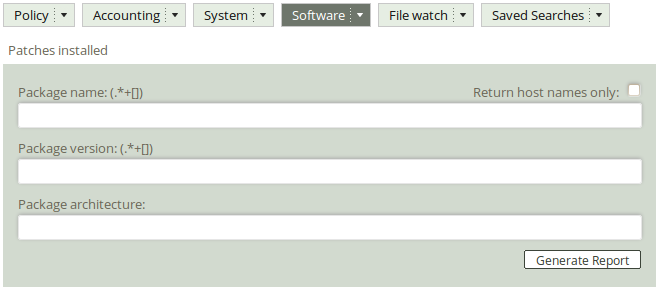 Policy Accounting System Software File watch Saved Searches
Patches installed
Package name: (.*+[]) Return host names only:
Package version: (.*+[])
Package architecture:
Generate Report